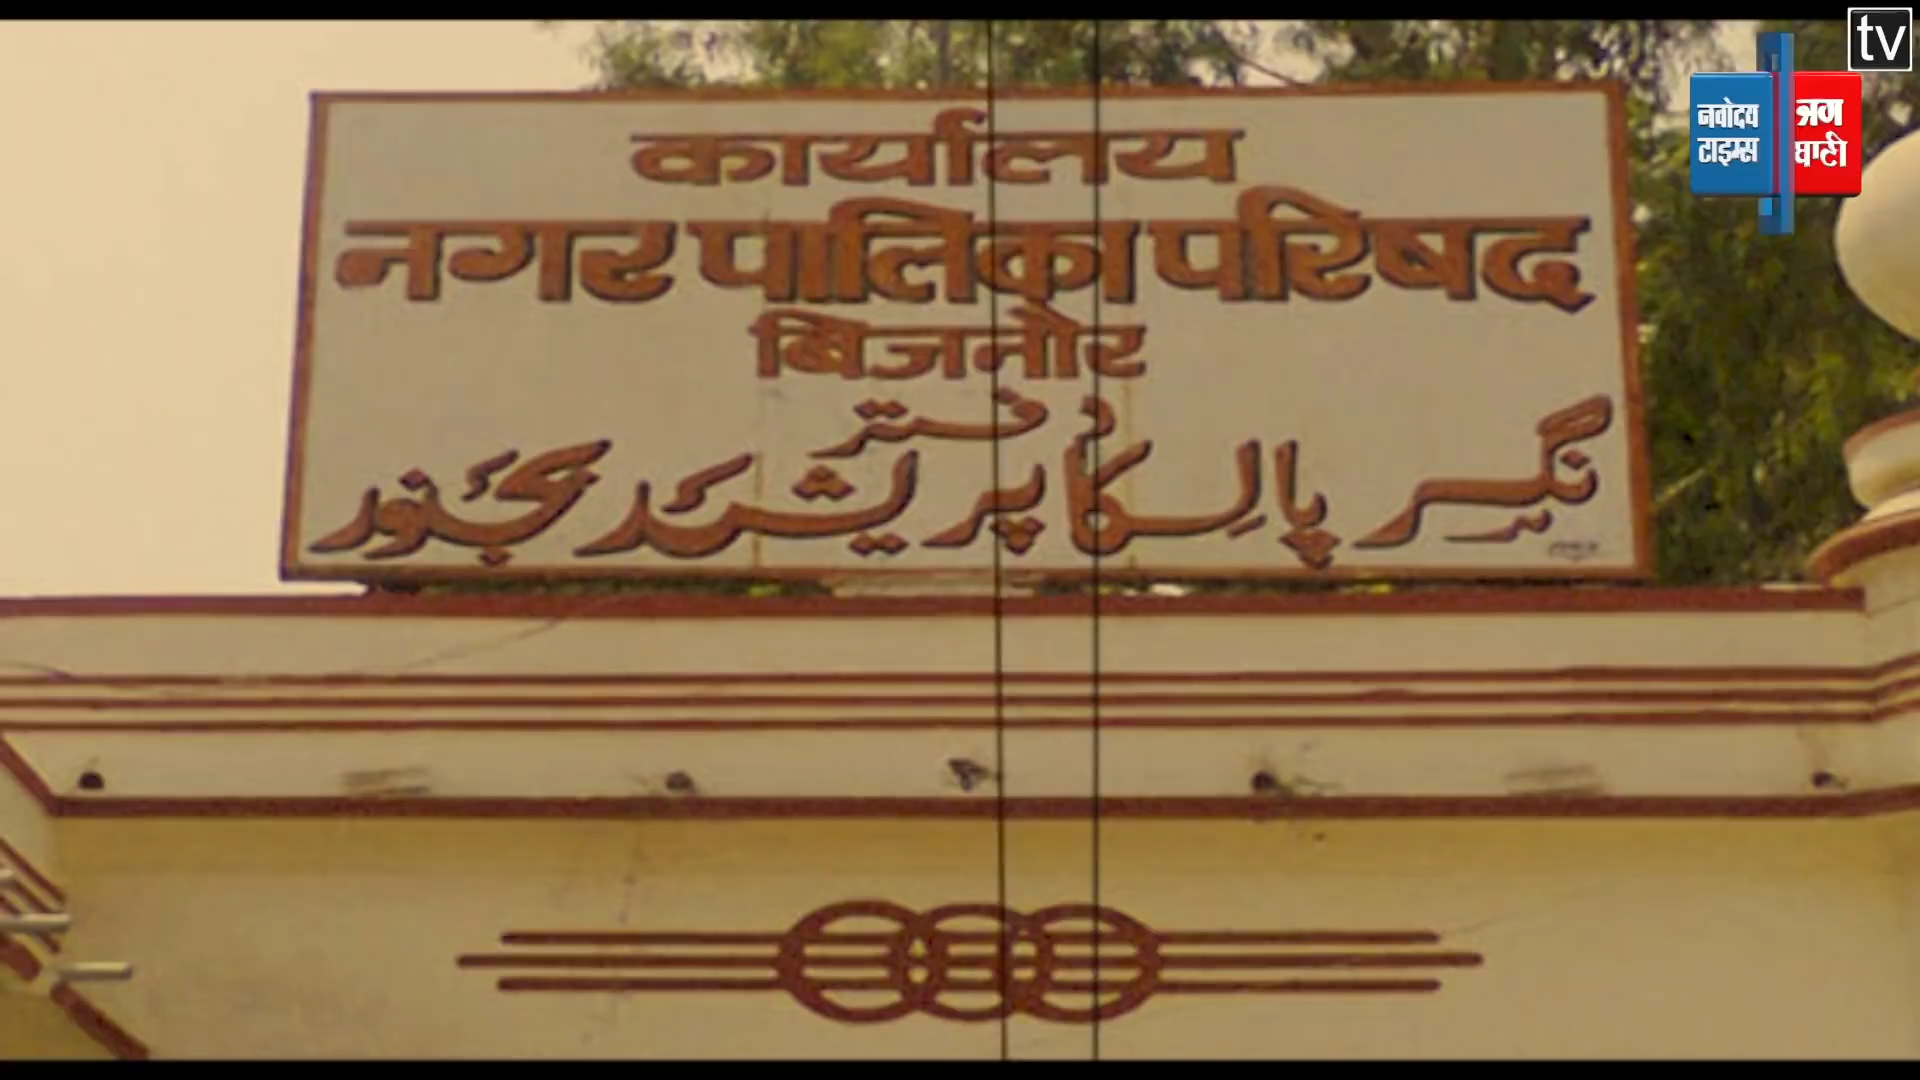 कार्यालय
नगर पालिका परिषद
बिजनोर
دفتر
نگر پالیکا پریشد بجنور
tv
नवोदय
टाइम्स
जग
बाणी